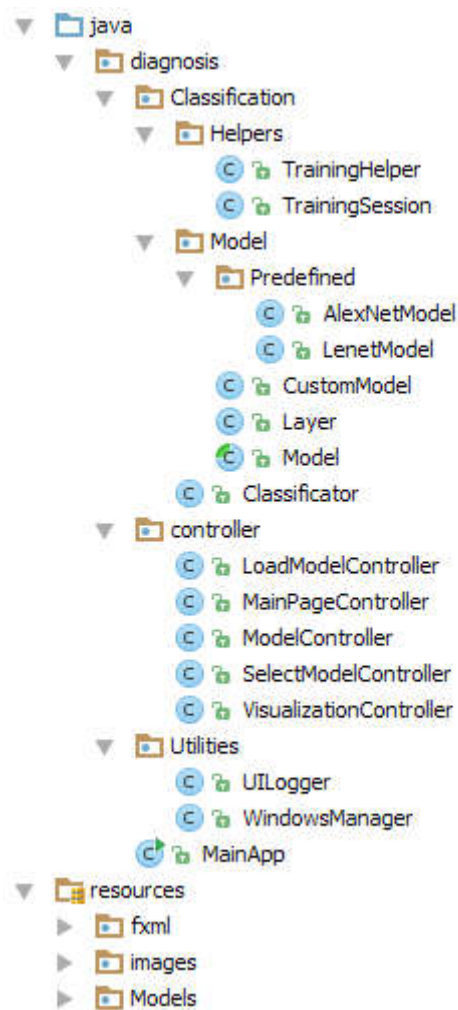 java
diagnosis
Classification
Helpers
TrainingHelper
TrainingSession
Model
Predefined
AlexNetModel
LenetModel
CustomModel
Layer
Model
Classificator
controller
LoadModelController
MainPageController
ModelController
SelectModelController
VisualizationController
Utilities
UILogger
WindowsManager
MainApp
resources
fxml
images
Models